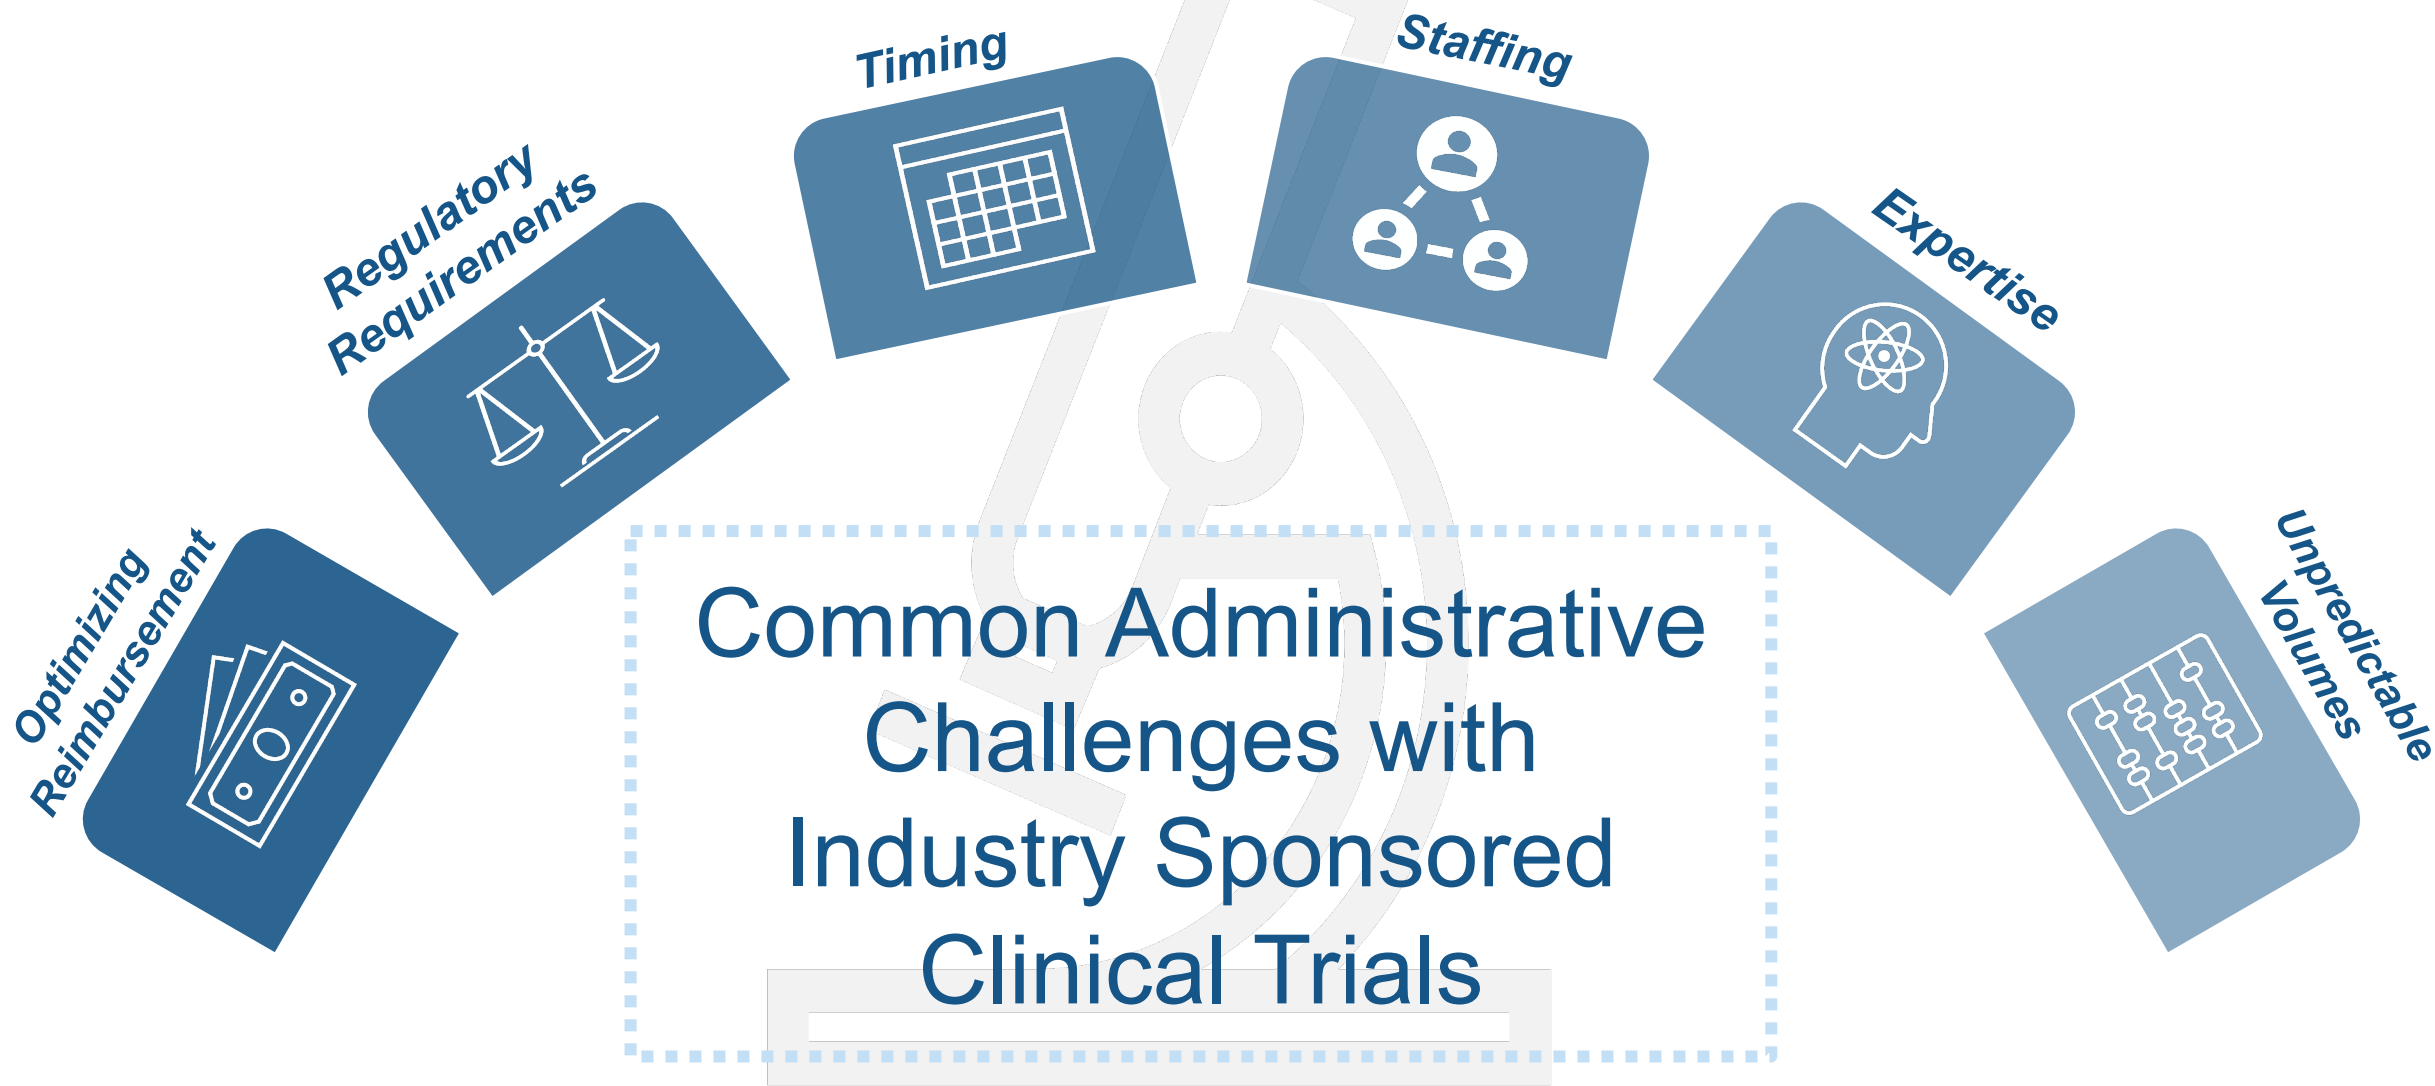 Optimizing
Reimbursement
Regulatory
Requirements
Timing
Staffing
Expertise
Unpredictable
Volumes
Common Administrative
Challenges with
Industry Sponsored
Clinical Trials